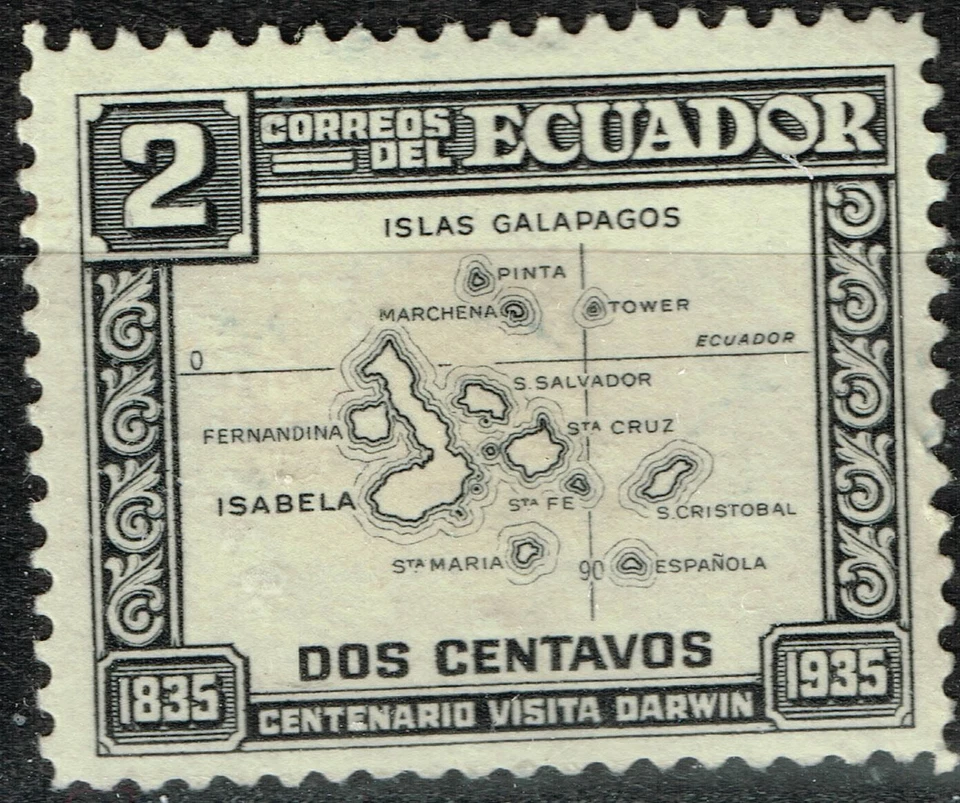 2
CORREOS
DEL
ECUADOR
ISLAS GALAPAGOS
PINTA
MARCHENA
TOWER
ECUADOR
0
S. SALVADOR
FERNANDINA
STA CRUZ
ISABELA
STA FE
S. CRISTOBAL
STA MARIA
90
ESPAÑOLA
DOS CENTAVOS
1835
CENTENARIO VISITA DARWIN
1935